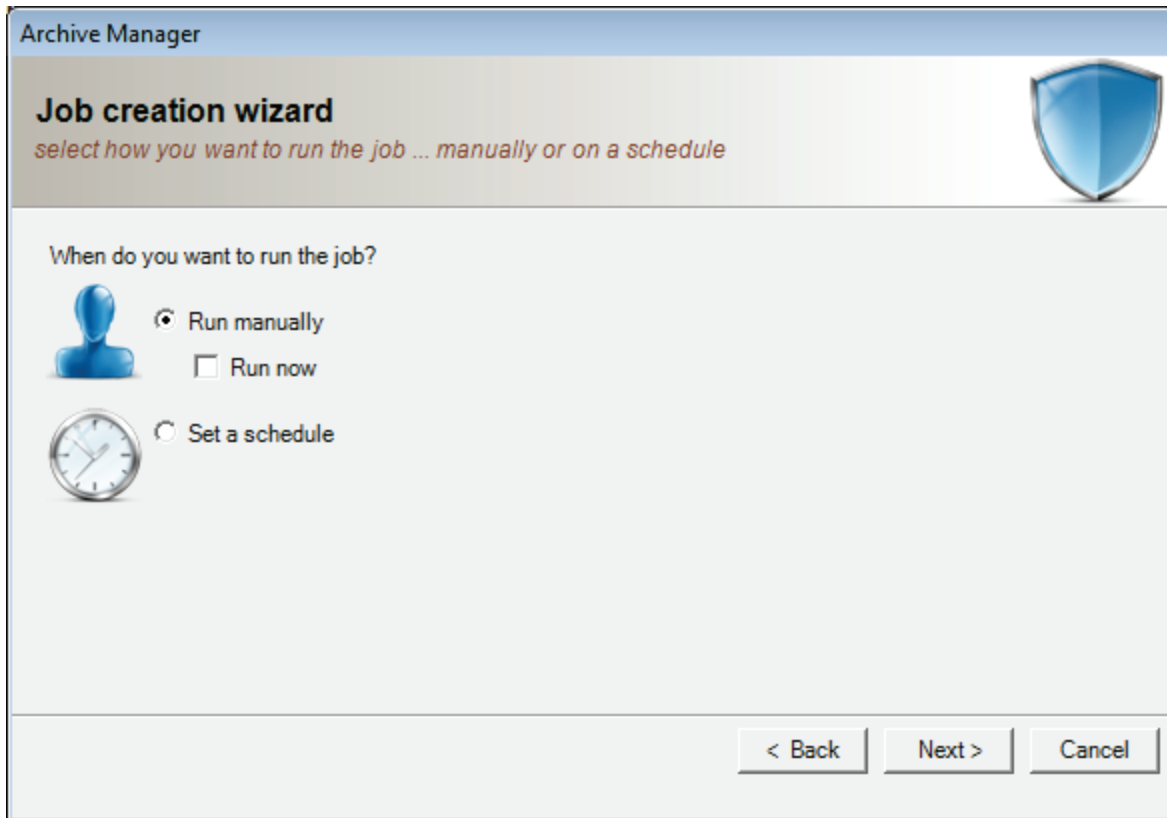 Archive Manager
Job creation wizard
select how you want to run the job ... manually or on a schedule
When do you want to run the job?
Run manually
Run now
Set a schedule
< Back Next > Cancel